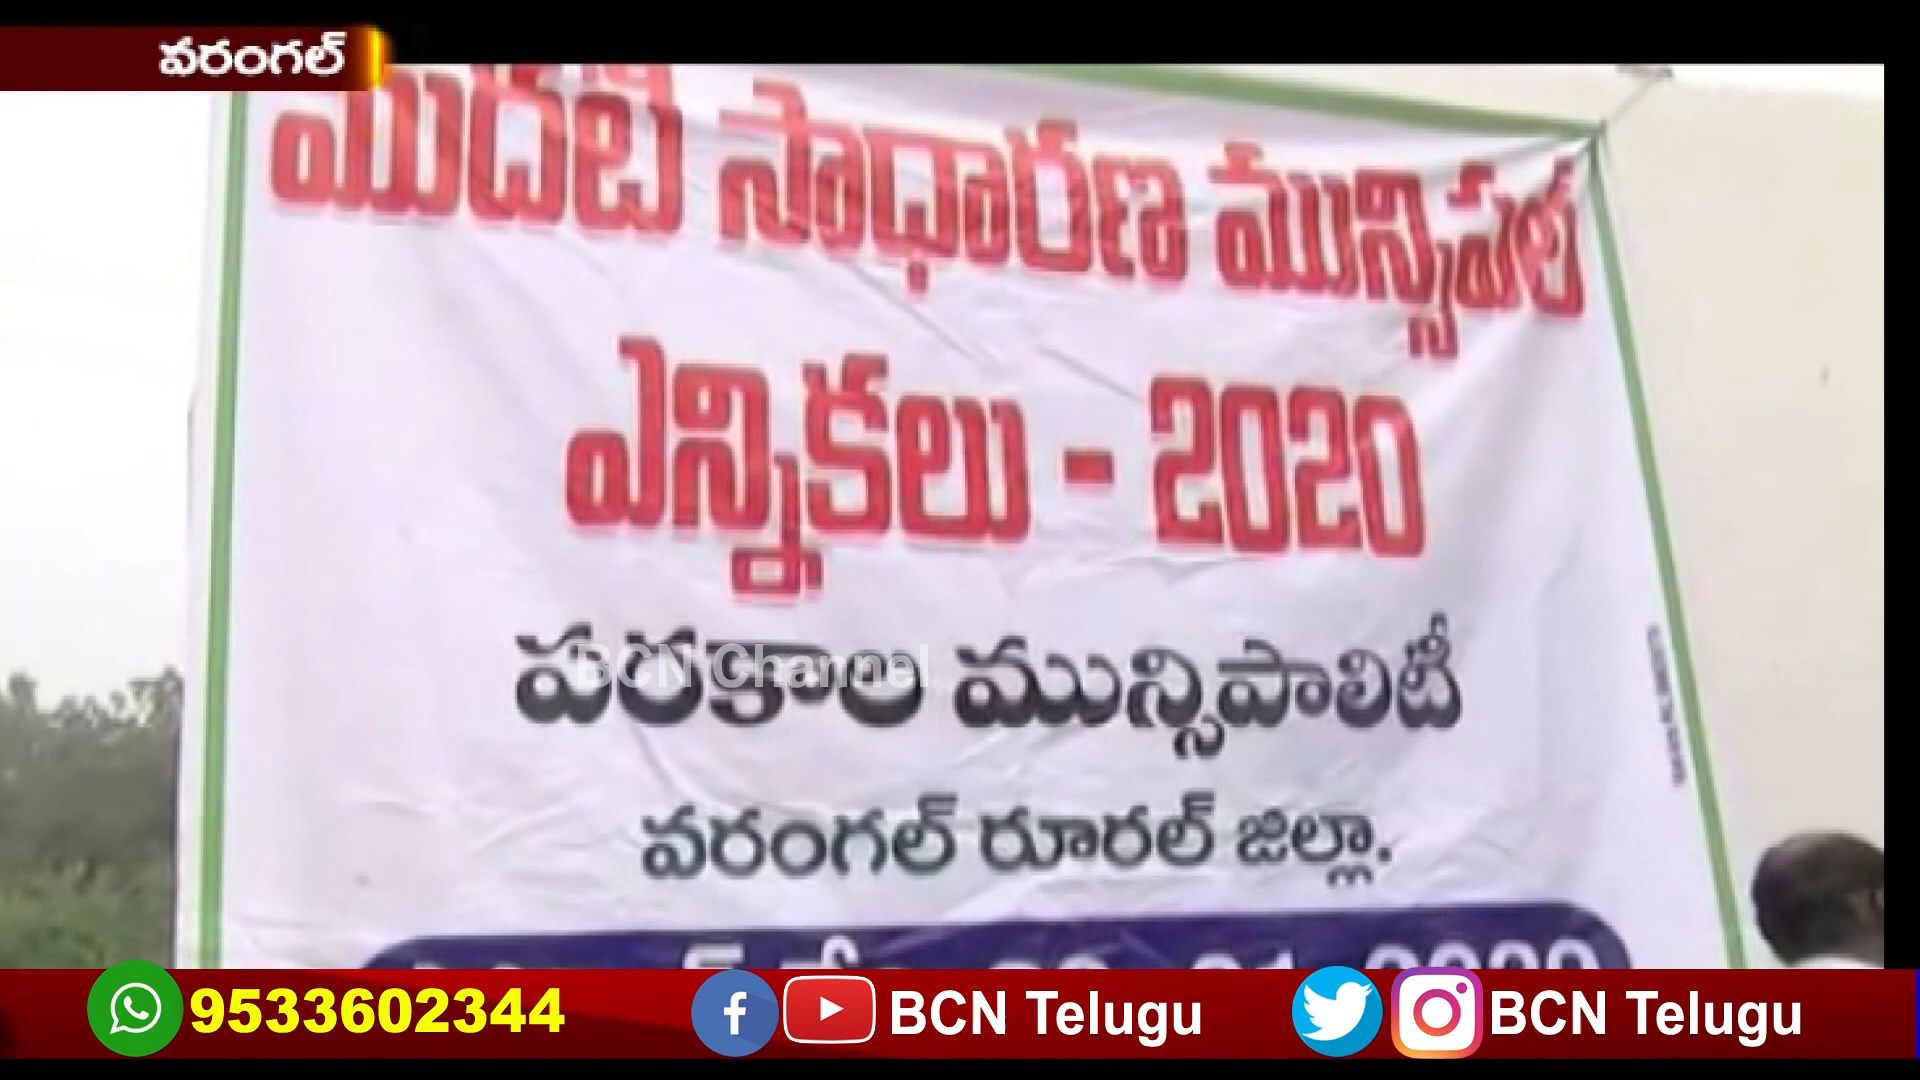 వరంగల్
మొదటి సాధారణ మున్సిపల్
ఎన్నికలు - 2020
పరకాల మున్సిపాలిటీ
BCN Channel
వరంగల్ రూరల్ జిల్లా.
9533602344 BCN Telugu BCN Telugu